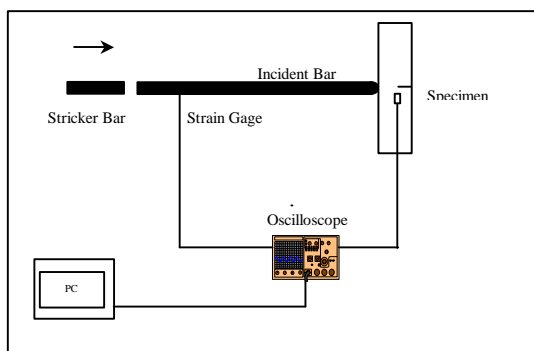 Incident Bar
Specimen
Stricker Bar
Strain Gage
Oscilloscope
PC